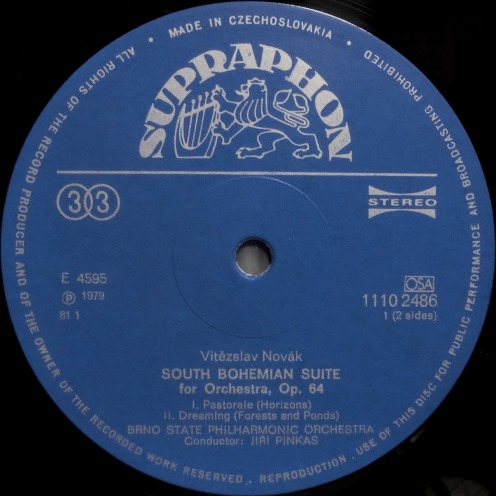 MADE IN CZECHOSLOVAKIA • ALL RIGHTS OF THE RECORD PRODUCER AND OF THE OWNER OF THE RECORDED WORK RESERVED. REPRODUCTION, USE OF THIS DISC FOR PUBLIC PERFORMANCE AND BROADCASTING PROHIBITED •
SUPRAPHON
33
STEREO
E 4595
℗ 1979
81 1
OSA
1110 2486
1 (2 sides)
Vitězslav Novák
SOUTH BOHEMIAN SUITE
for Orchestra, Op. 64
I. Pastorale (Horizons)
II. Dreaming (Forests and Ponds)
BRNO STATE PHILHARMONIC ORCHESTRA
Conductor: JIŘÍ PINKAS